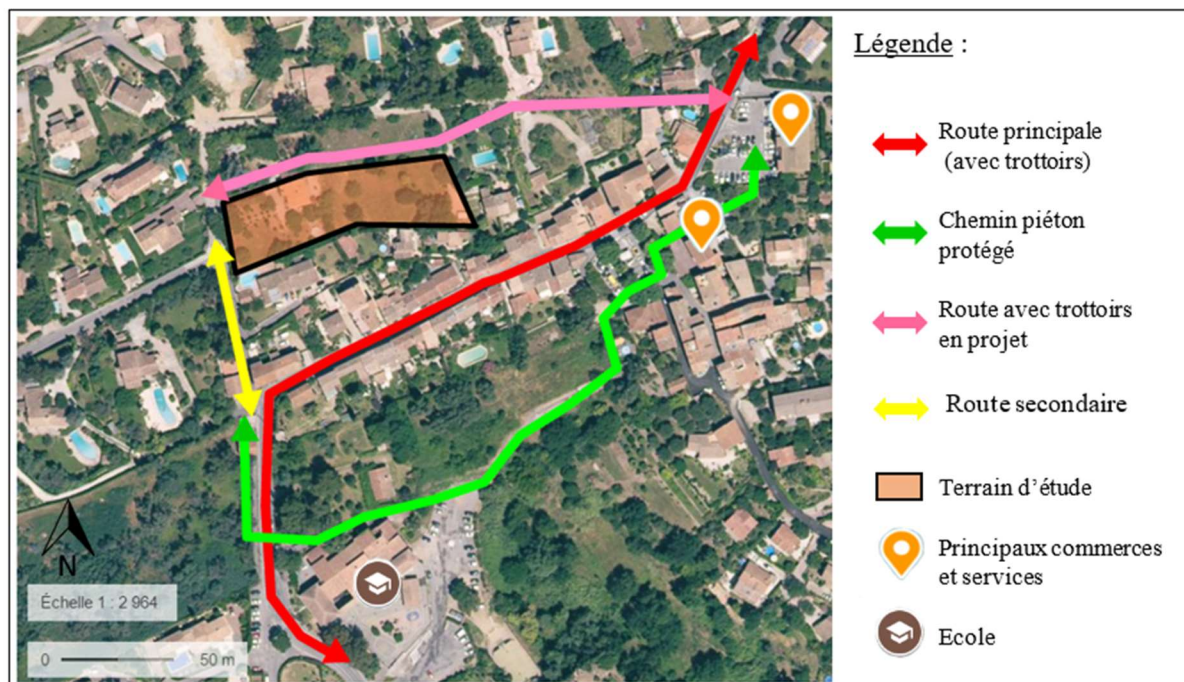 Légende :
Route principale
(avec trottoirs)
Chemin piéton
protégé
Route avec trottoirs
en projet
Route secondaire
Terrain d’étude
Principaux commerces
et services
Ecole
N
Échelle 1 : 2 964
0 50 m